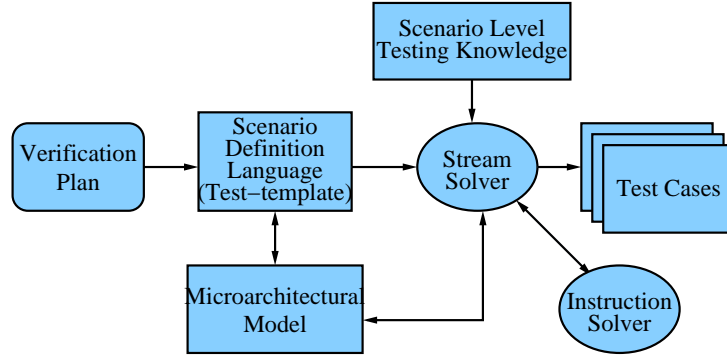 Scenario Level
Testing Knowledge
Verification
Plan
Scenario
Definition
Language
(Test−template)
Stream
Solver
Test Cases
Microarchitectural
Model
Instruction
Solver